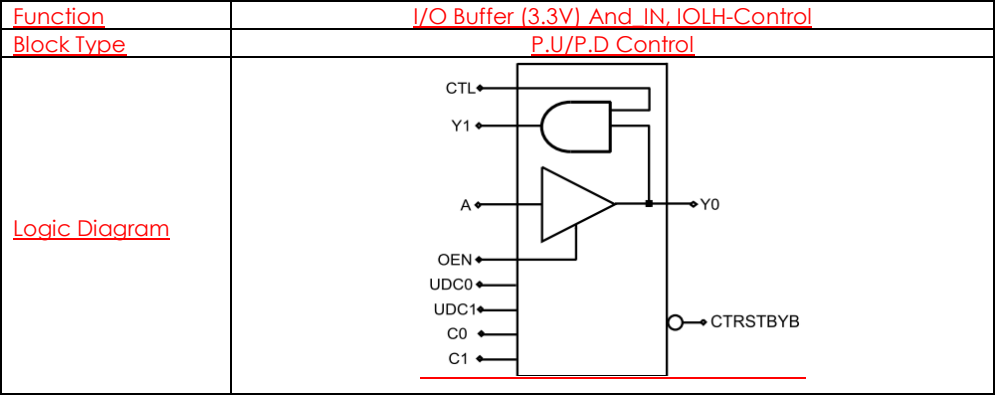 Function
I/O Buffer (3.3V) And_IN, IOLH-Control
Block Type
P.U/P.D Control
Logic Diagram
CTL
Y1
A
Y0
OEN
UDC0
UDC1
C0
C1
CTRSTBYB